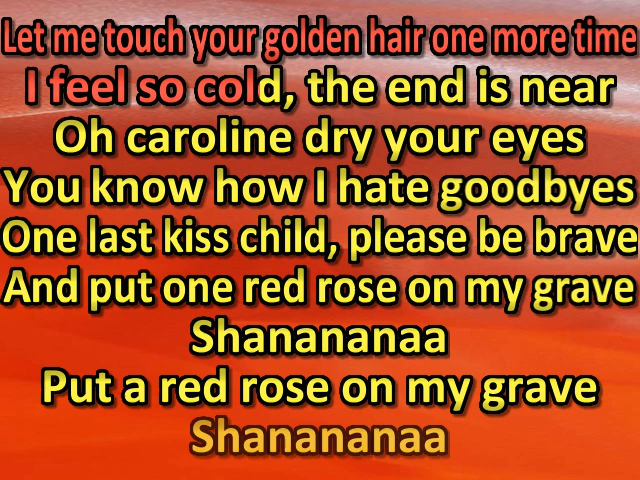 Let me touch your golden hair one more time
I feel so cold, the end is near
Oh caroline dry your eyes
You know how I hate goodbyes
One last kiss child, please be brave
And put one red rose on my grave
Shanananaa
Put a red rose on my grave
Shanananaa